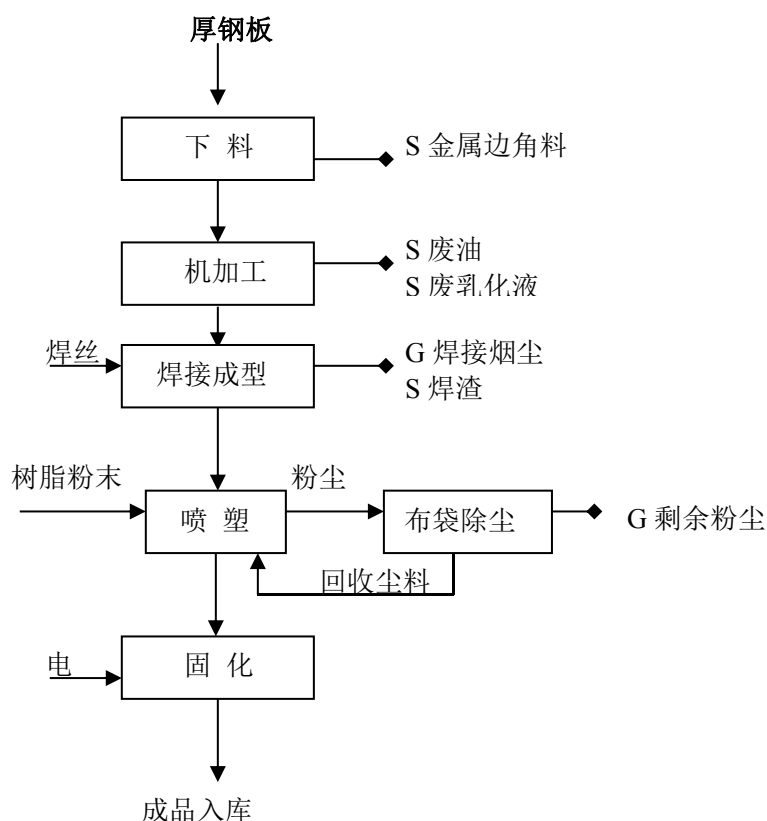 厚钢板
下 料
S 金属边角料
机加工
S 废油
S 废乳化液
焊丝
焊接成型
G 焊接烟尘
S 焊渣
树脂粉末
喷 塑
粉尘
布袋除尘
G 剩余粉尘
回收尘料
电
固 化
成品入库